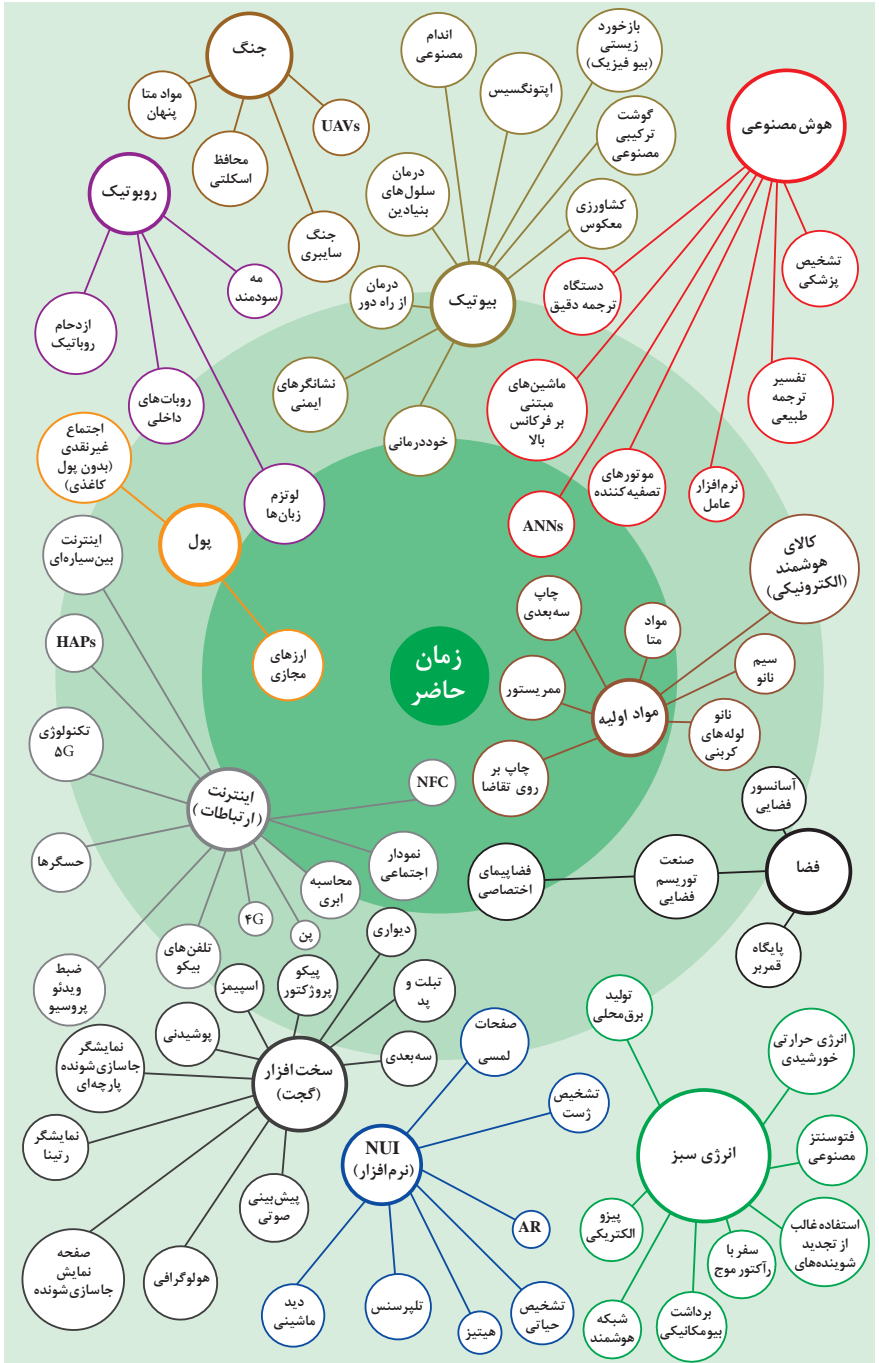 جنگ
مواد متا
پنهان
محافظ
اسکلتی
جنگ
سایبری
UAVs
روبوتیک
ازدحام
روباتیک
روبات‌های
داخلی
لوتزم
زبان‌ها
مه
سودمند
بیوتیک
اندام
مصنوعی
اپتونگسیس
بازخورد
زیستی
(بیو فیزیک)
گوشت
ترکیبی
مصنوعی
کشاورزی
معکوس
درمان
سلول‌های
بنیادین
درمان
از راه دور
نشانگرهای
ایمنی
خوددرمانی
هوش مصنوعی
تشخیص
پزشکی
تفسیر
ترجمه
طبیعی
نرم‌افزار
عامل
موتورهای
تصفیه‌کننده
ANNs
ماشین‌های
مبتنی
بر فرکانس
بالا
دستگاه
ترجمه دقیق
پول
اجتماع
غیرنقدی
(بدون پول
کاغذی)
ارزهای
مجازی
زمان
حاضر
مواد اولیه
چاپ
سه‌بعدی
مواد
متا
کالای
هوشمند
(الکترونیکی)
سیم
نانو
نانو
لوله‌های
کربنی
ممریستور
چاپ بر
روی تقاضا
اینترنت
(ارتباطات)
اینترنت
بین‌سیاره‌ای
HAPs
تکنولوژی
۵G
حسگرها
ضبط
ویدئو
پروسیو
تلفن‌های
بیکو
۴G
پن
محاسبه
ابری
نمودار
اجتماعی
NFC
فضا
آسانسور
فضایی
صنعت
توریسم
فضایی
فضاپیمای
اختصاصی
پایگاه
قمربر
سخت‌افزار
(گجت)
دیواری
پیکو
پروژکتور
اسپیمز
تبلت و
پد
سه‌بعدی
پوشیدنی
نمایشگر
جاسازی‌شونده
پارچه‌ای
نمایشگر
رتینا
صفحه
نمایش
جاسازی‌شونده
هولوگرافی
پیش‌بینی
صوتی
NUI
(نرم‌افزار)
صفحات
لمسی
تشخیص
ژست
AR
تشخیص
حیاتی
هپتیز
تلپرسنس
دید
ماشینی
انرژی سبز
تولید
برق‌محلی
انرژی حرارتی
خورشیدی
فتوسنتز
مصنوعی
استفاده غالب
از تجدید
شوینده‌های
سفر با
رآکتور موج
برداشت
بیومکانیکی
شبکه
هوشمند
پیزو
الکتریکی